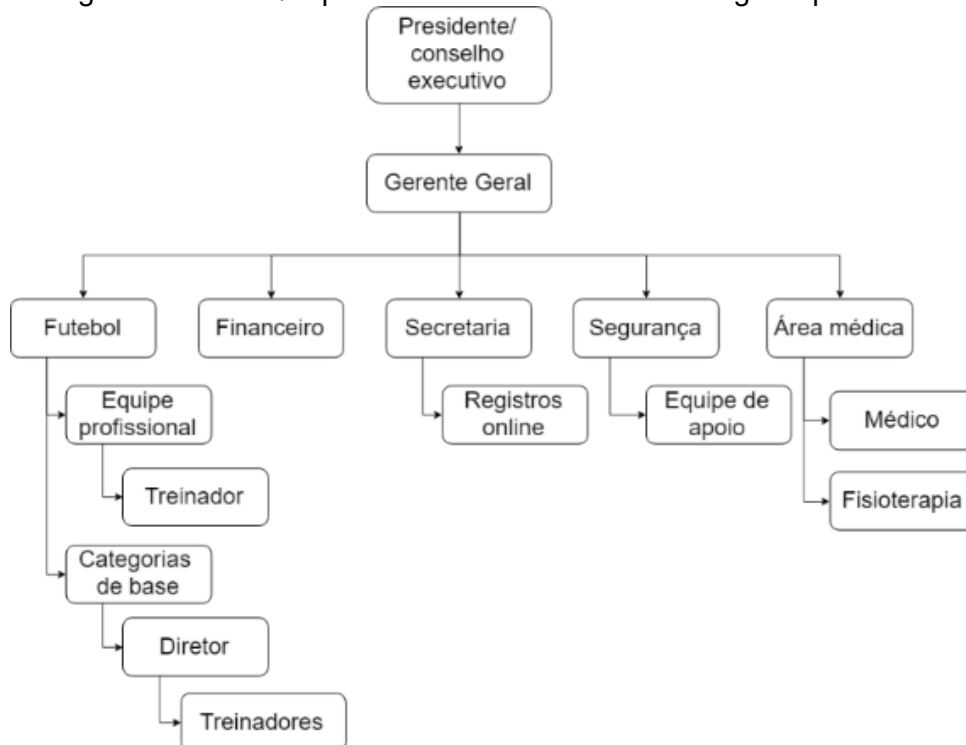 Presidente/
conselho
executivo
Gerente Geral
Futebol
Financeiro
Secretaria
Segurança
Área médica
Equipe
profissional
Registros
online
Equipe de
apoio
Médico
Treinador
Fisioterapia
Categorias
de base
Diretor
Treinadores